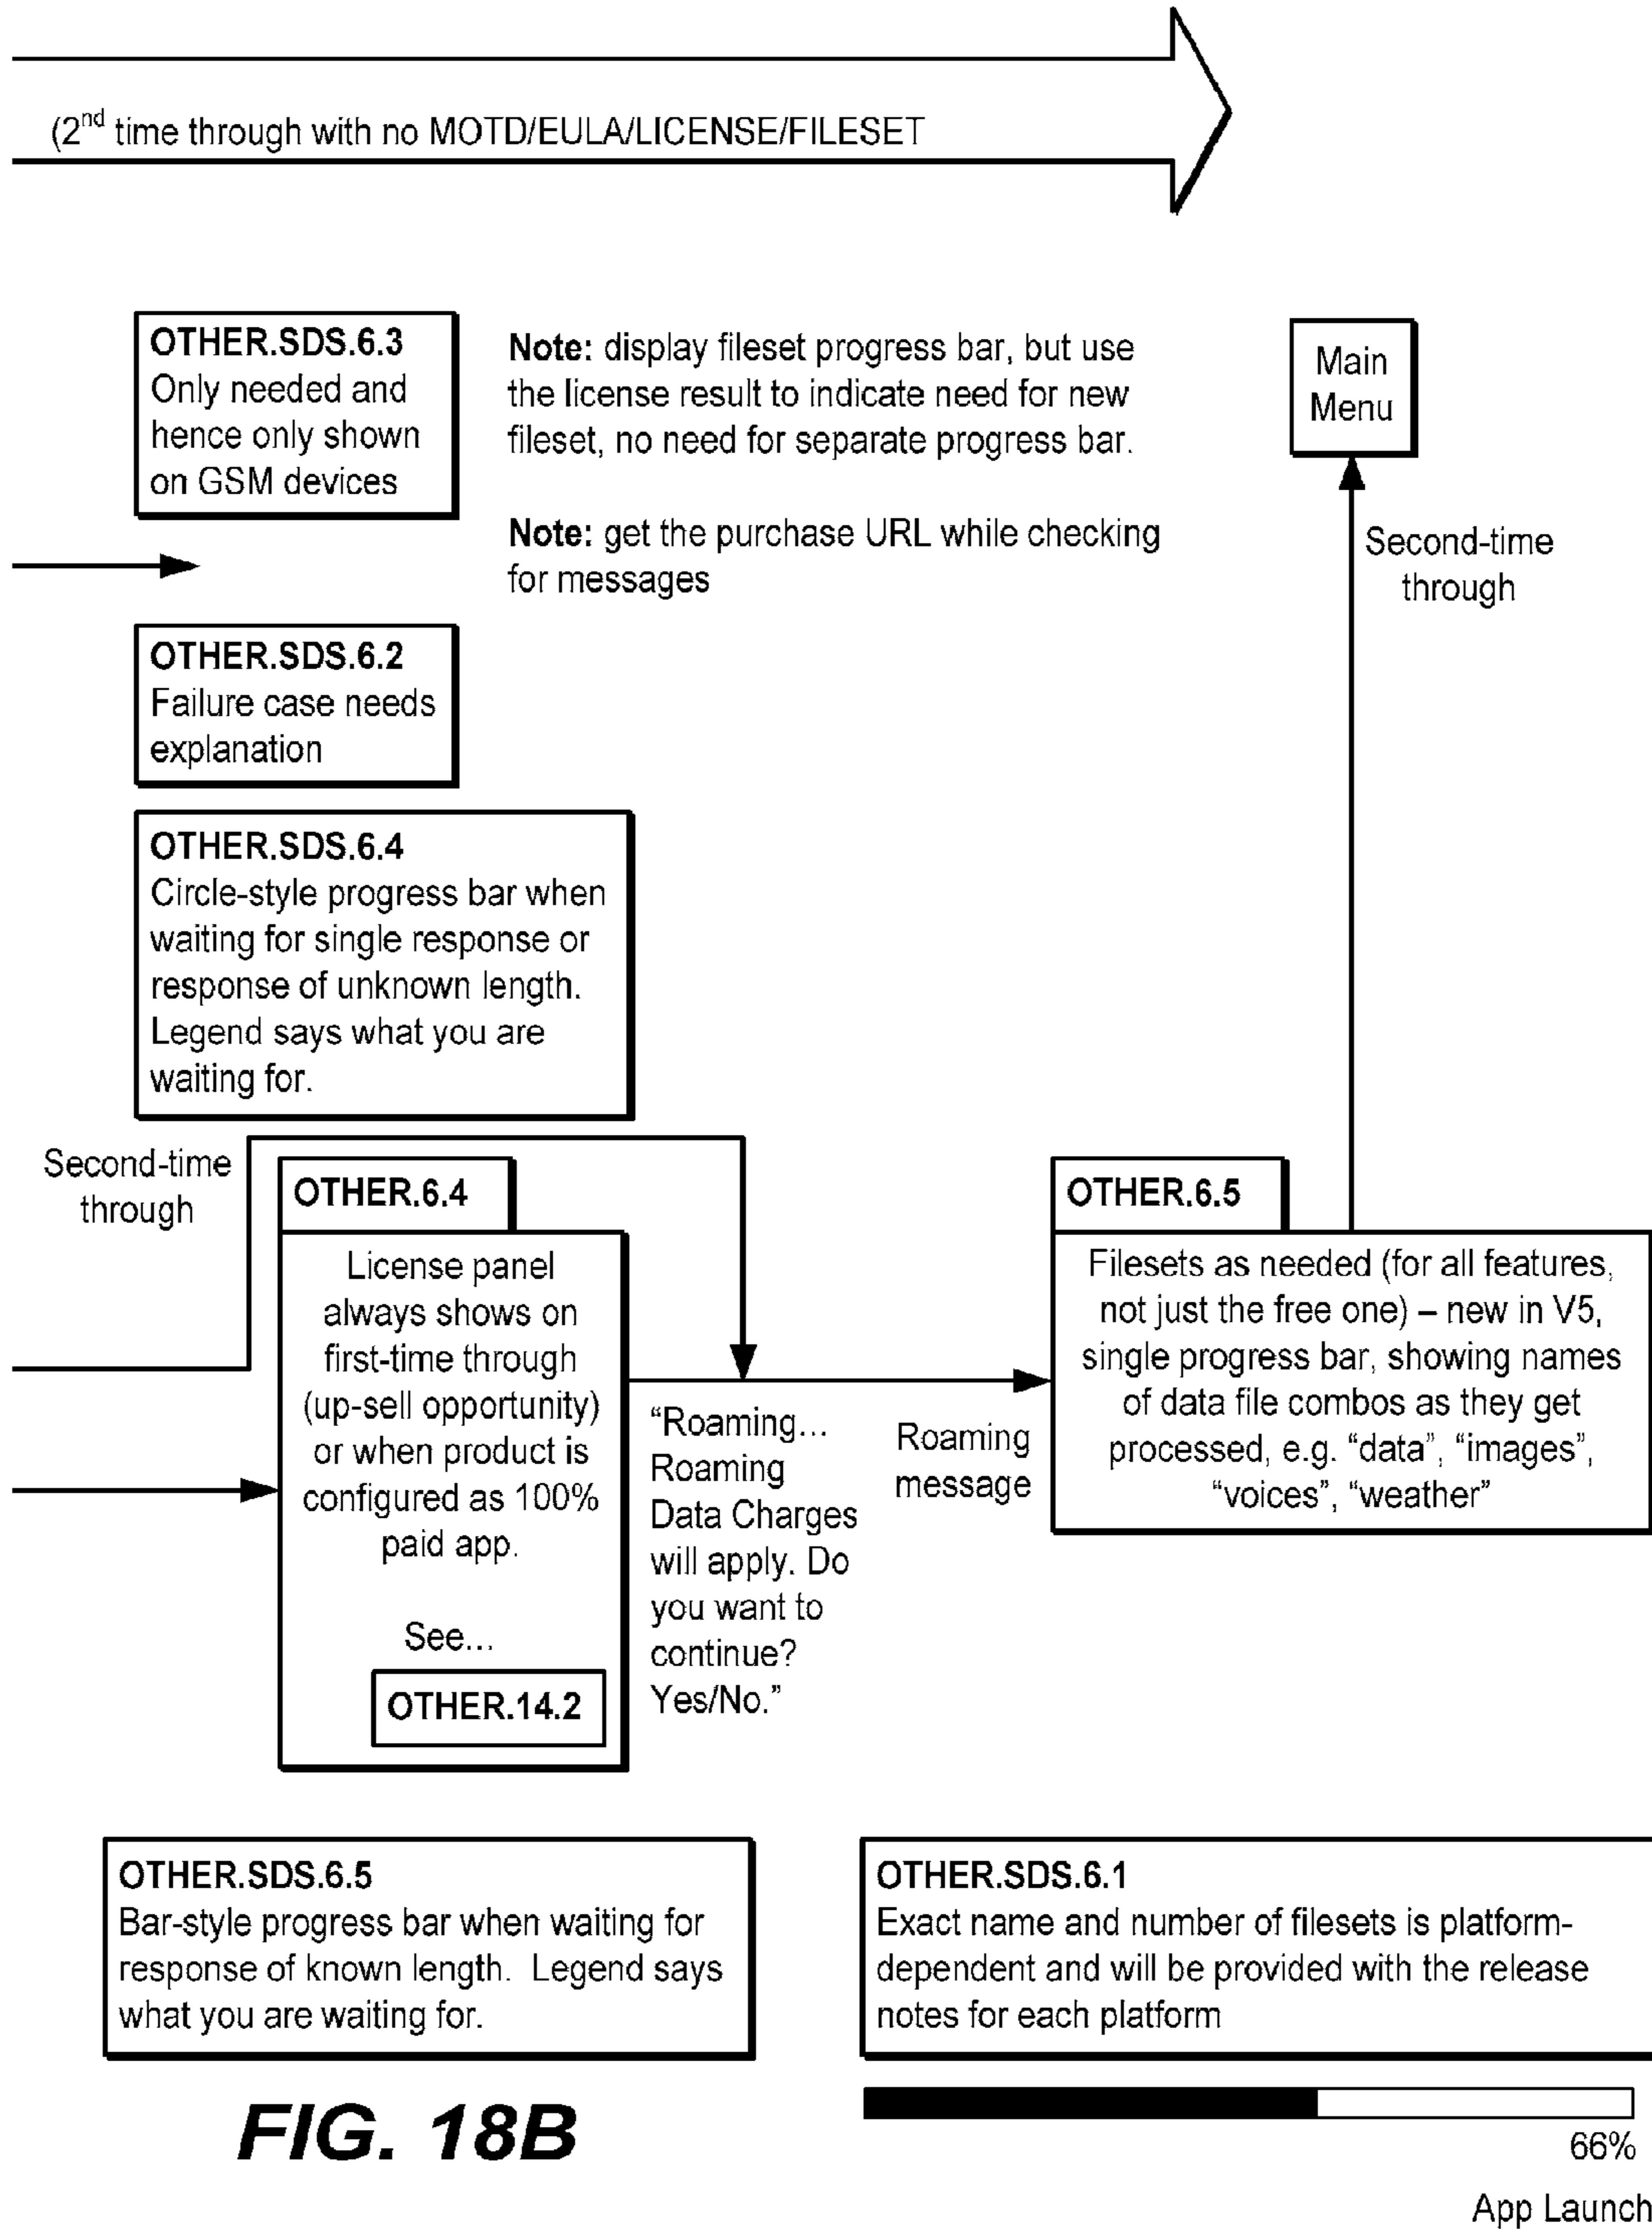 (2nd time through with no MOTD/EULA/LICENSE/FILESET
OTHER.SDS.6.3
Only needed and
hence only shown
on GSM devices
Note: display fileset progress bar, but use
the license result to indicate need for new
fileset, no need for separate progress bar.
Note: get the purchase URL while checking
for messages
Main
Menu
Second-time
through
OTHER.SDS.6.2
Failure case needs
explanation
OTHER.SDS.6.4
Circle-style progress bar when
waiting for single response or
response of unknown length.
Legend says what you are
waiting for.
Second-time
through
OTHER.6.4
License panel
always shows on
first-time through
(up-sell opportunity)
or when product is
configured as 100%
paid app.
See...
OTHER.14.2
“Roaming...
Roaming
Data Charges
will apply. Do
you want to
continue?
Yes/No.”
Roaming
message
OTHER.6.5
Filesets as needed (for all features,
not just the free one) – new in V5,
single progress bar, showing names
of data file combos as they get
processed, e.g. “data”, “images”,
“voices”, “weather”
OTHER.SDS.6.5
Bar-style progress bar when waiting for
response of known length. Legend says
what you are waiting for.
OTHER.SDS.6.1
Exact name and number of filesets is platform-
dependent and will be provided with the release
notes for each platform
FIG. 18B
66%
App Launch